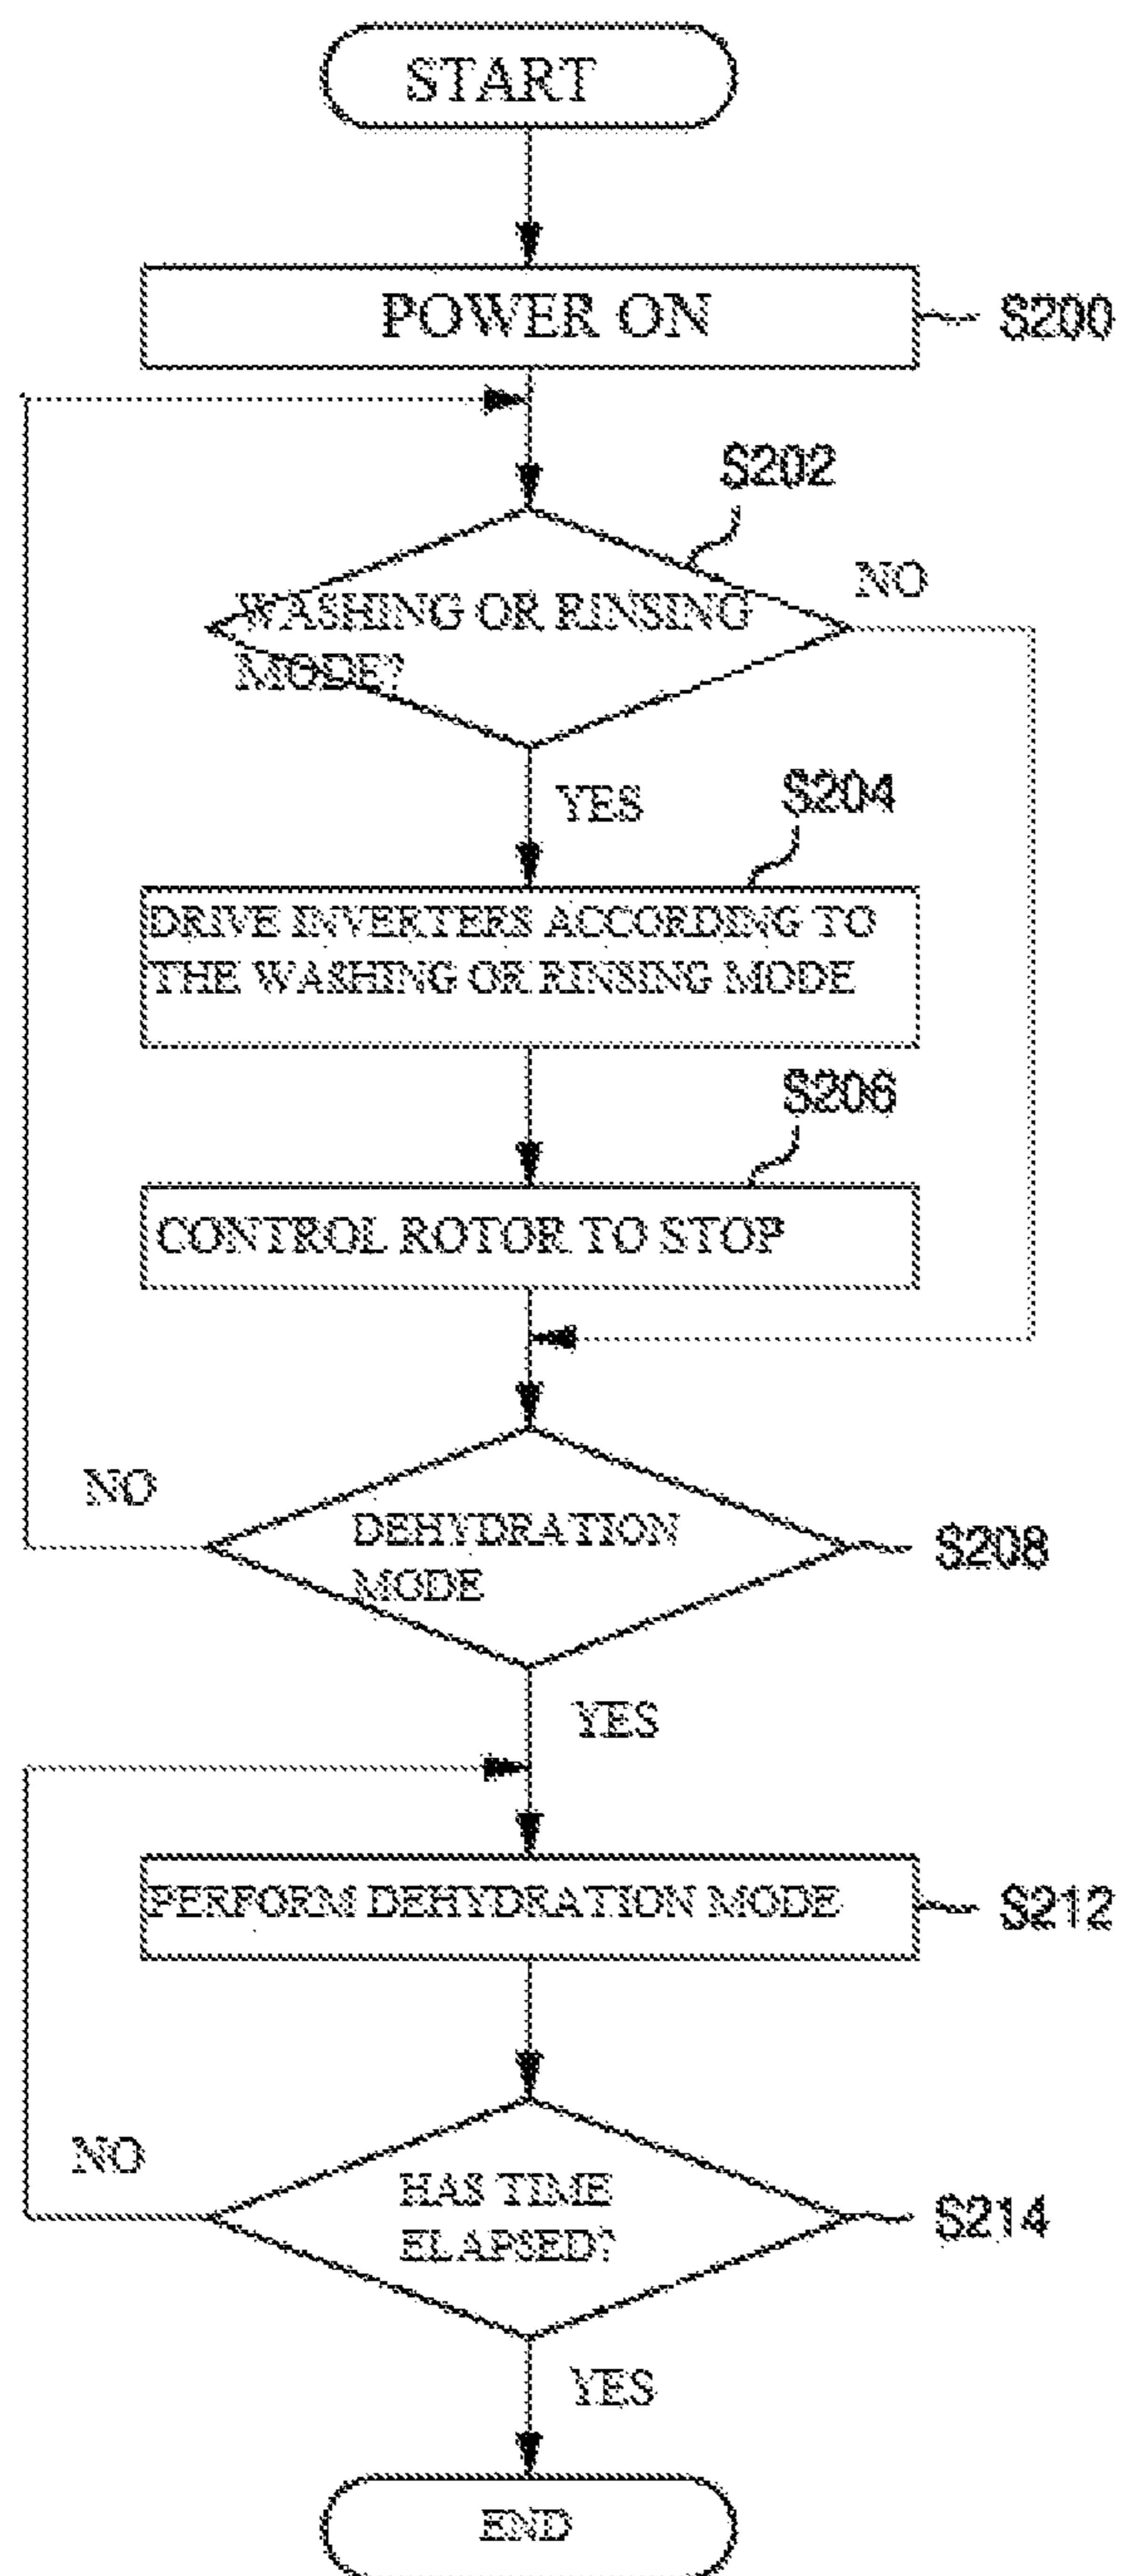 START
POWER ON
S200
S202
WASHING OR RINSING
MODE?
NO
YES
S204
DRIVE INVERTERS ACCORDING TO
THE WASHING OR RINSING MODE
S206
CONTROL ROTOR TO STOP
NO
DEHYDRATION
MODE
S208
YES
PERFORM DEHYDRATION MODE
S212
NO
HAS TIME
ELAPSED?
S214
YES
END